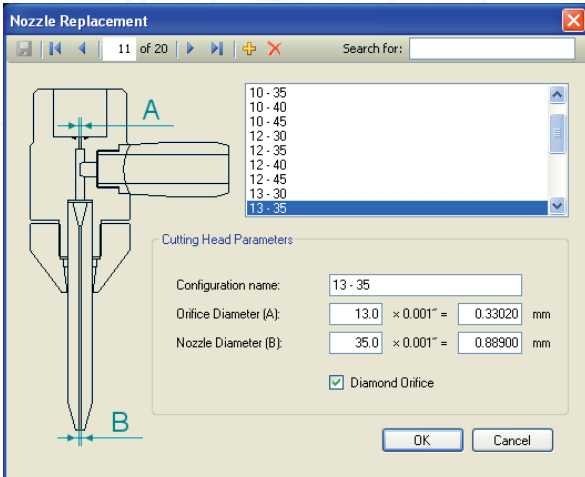 Nozzle Replacement
11 of 20 Search for:
A
10 - 35
10 - 40
10 - 45
12 - 30
12 - 35
12 - 40
12 - 45
13 - 30
13 - 35
Cutting Head Parameters
Configuration name: 13 - 35
Orifice Diameter (A): 13.0 × 0.001" = 0.33020 mm
Nozzle Diameter (B): 35.0 × 0.001" = 0.88900 mm
Diamond Orifice
B
OK Cancel